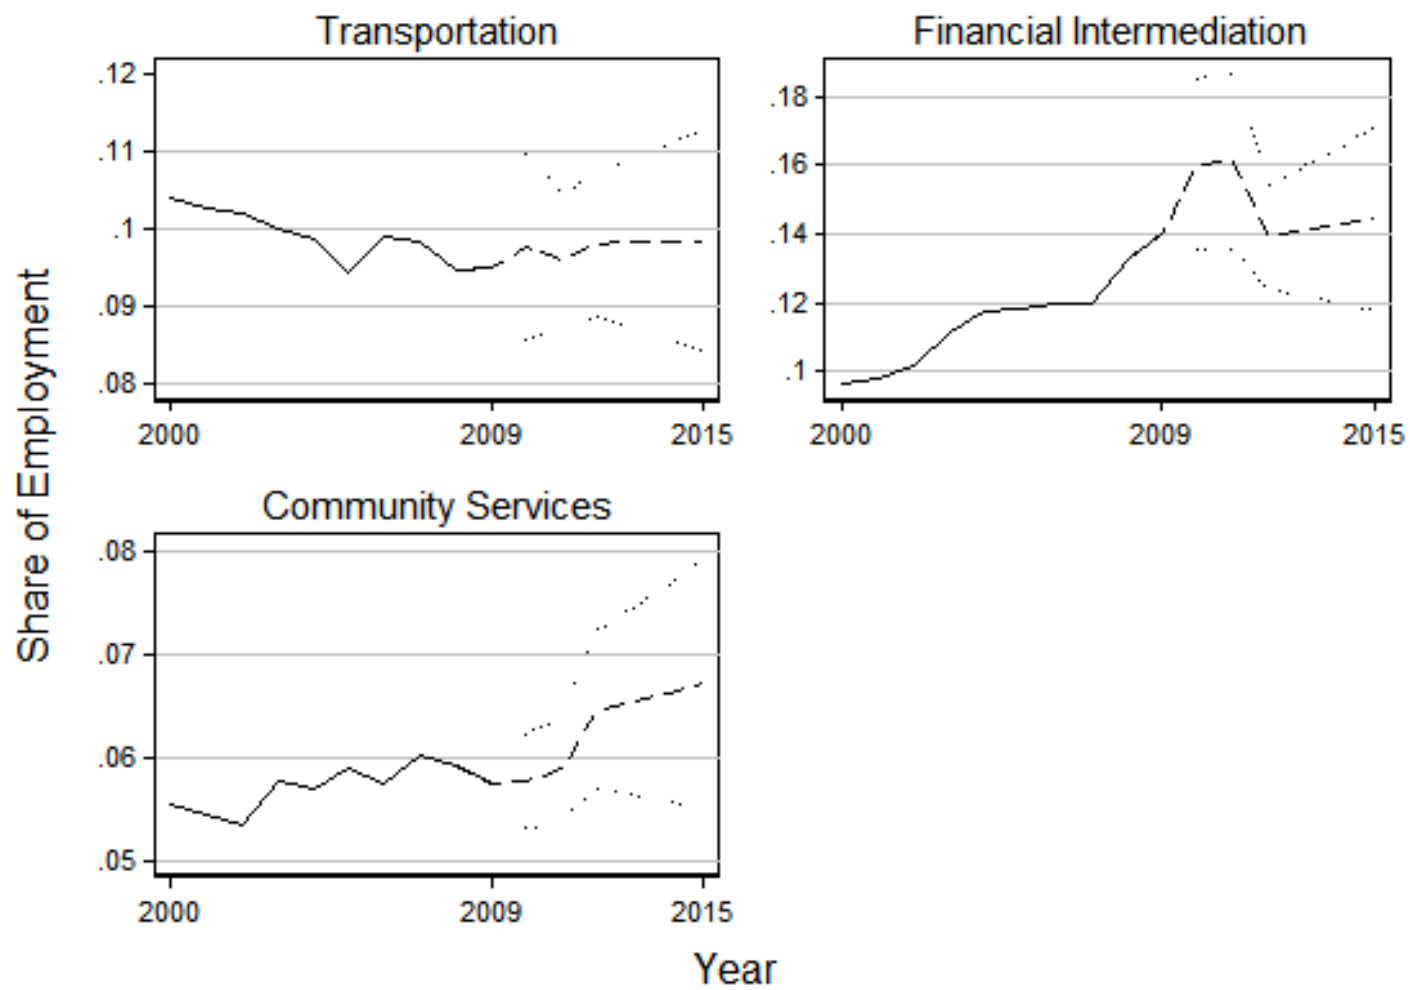 Transportation
.12
.11
.1
.09
.08
2000 2009 2015
Financial Intermediation
.18
.16
.14
.12
.1
2000 2009 2015
Community Services
.08
.07
.06
.05
2000 2009 2015
Share of Employment
Year